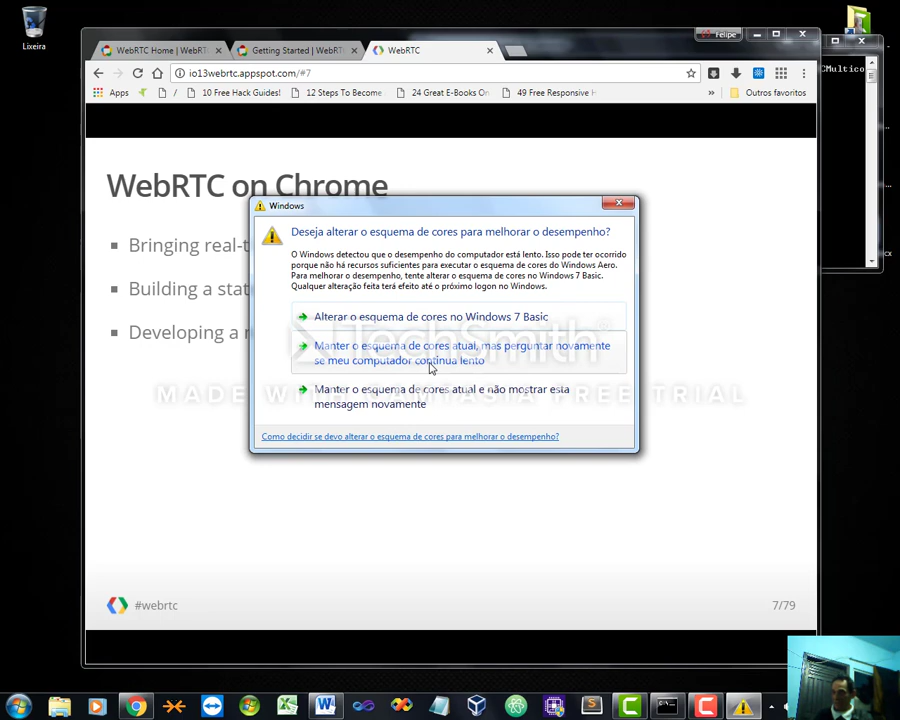 Lixeira
Felipe
WebRTC Home | WebRT
Getting Started | WebRT
WebRTC
io13webrtc.appspot.com/#7
Apps
/
10 Free Hack Guides!
12 Steps To Become
24 Great E-Books On
49 Free Responsive H
»
Outros favoritos
CMultico
WebRTC on Chrome
Bringing real-t
Building a stat
Developing a r
Windows
Deseja alterar o esquema de cores para melhorar o desempenho?
O Windows detectou que o desempenho do computador está lento. Isso pode ter ocorrido
porque não há recursos suficientes para executar o esquema de cores do Windows Aero.
Para melhorar o desempenho, tente alterar o esquema de cores no Windows 7 Basic.
Qualquer alteração feita terá efeito até o próximo logon no Windows.
Alterar o esquema de cores no Windows 7 Basic
Manter o esquema de cores atual, mas perguntar novamente
se meu computador continua lento
Manter o esquema de cores atual e não mostrar esta
mensagem novamente
Como decidir se devo alterar o esquema de cores para melhorar o desempenho?
TechSmith®
MADE WITH CAMTASIA FREE TRIAL
#webrtc
7/79